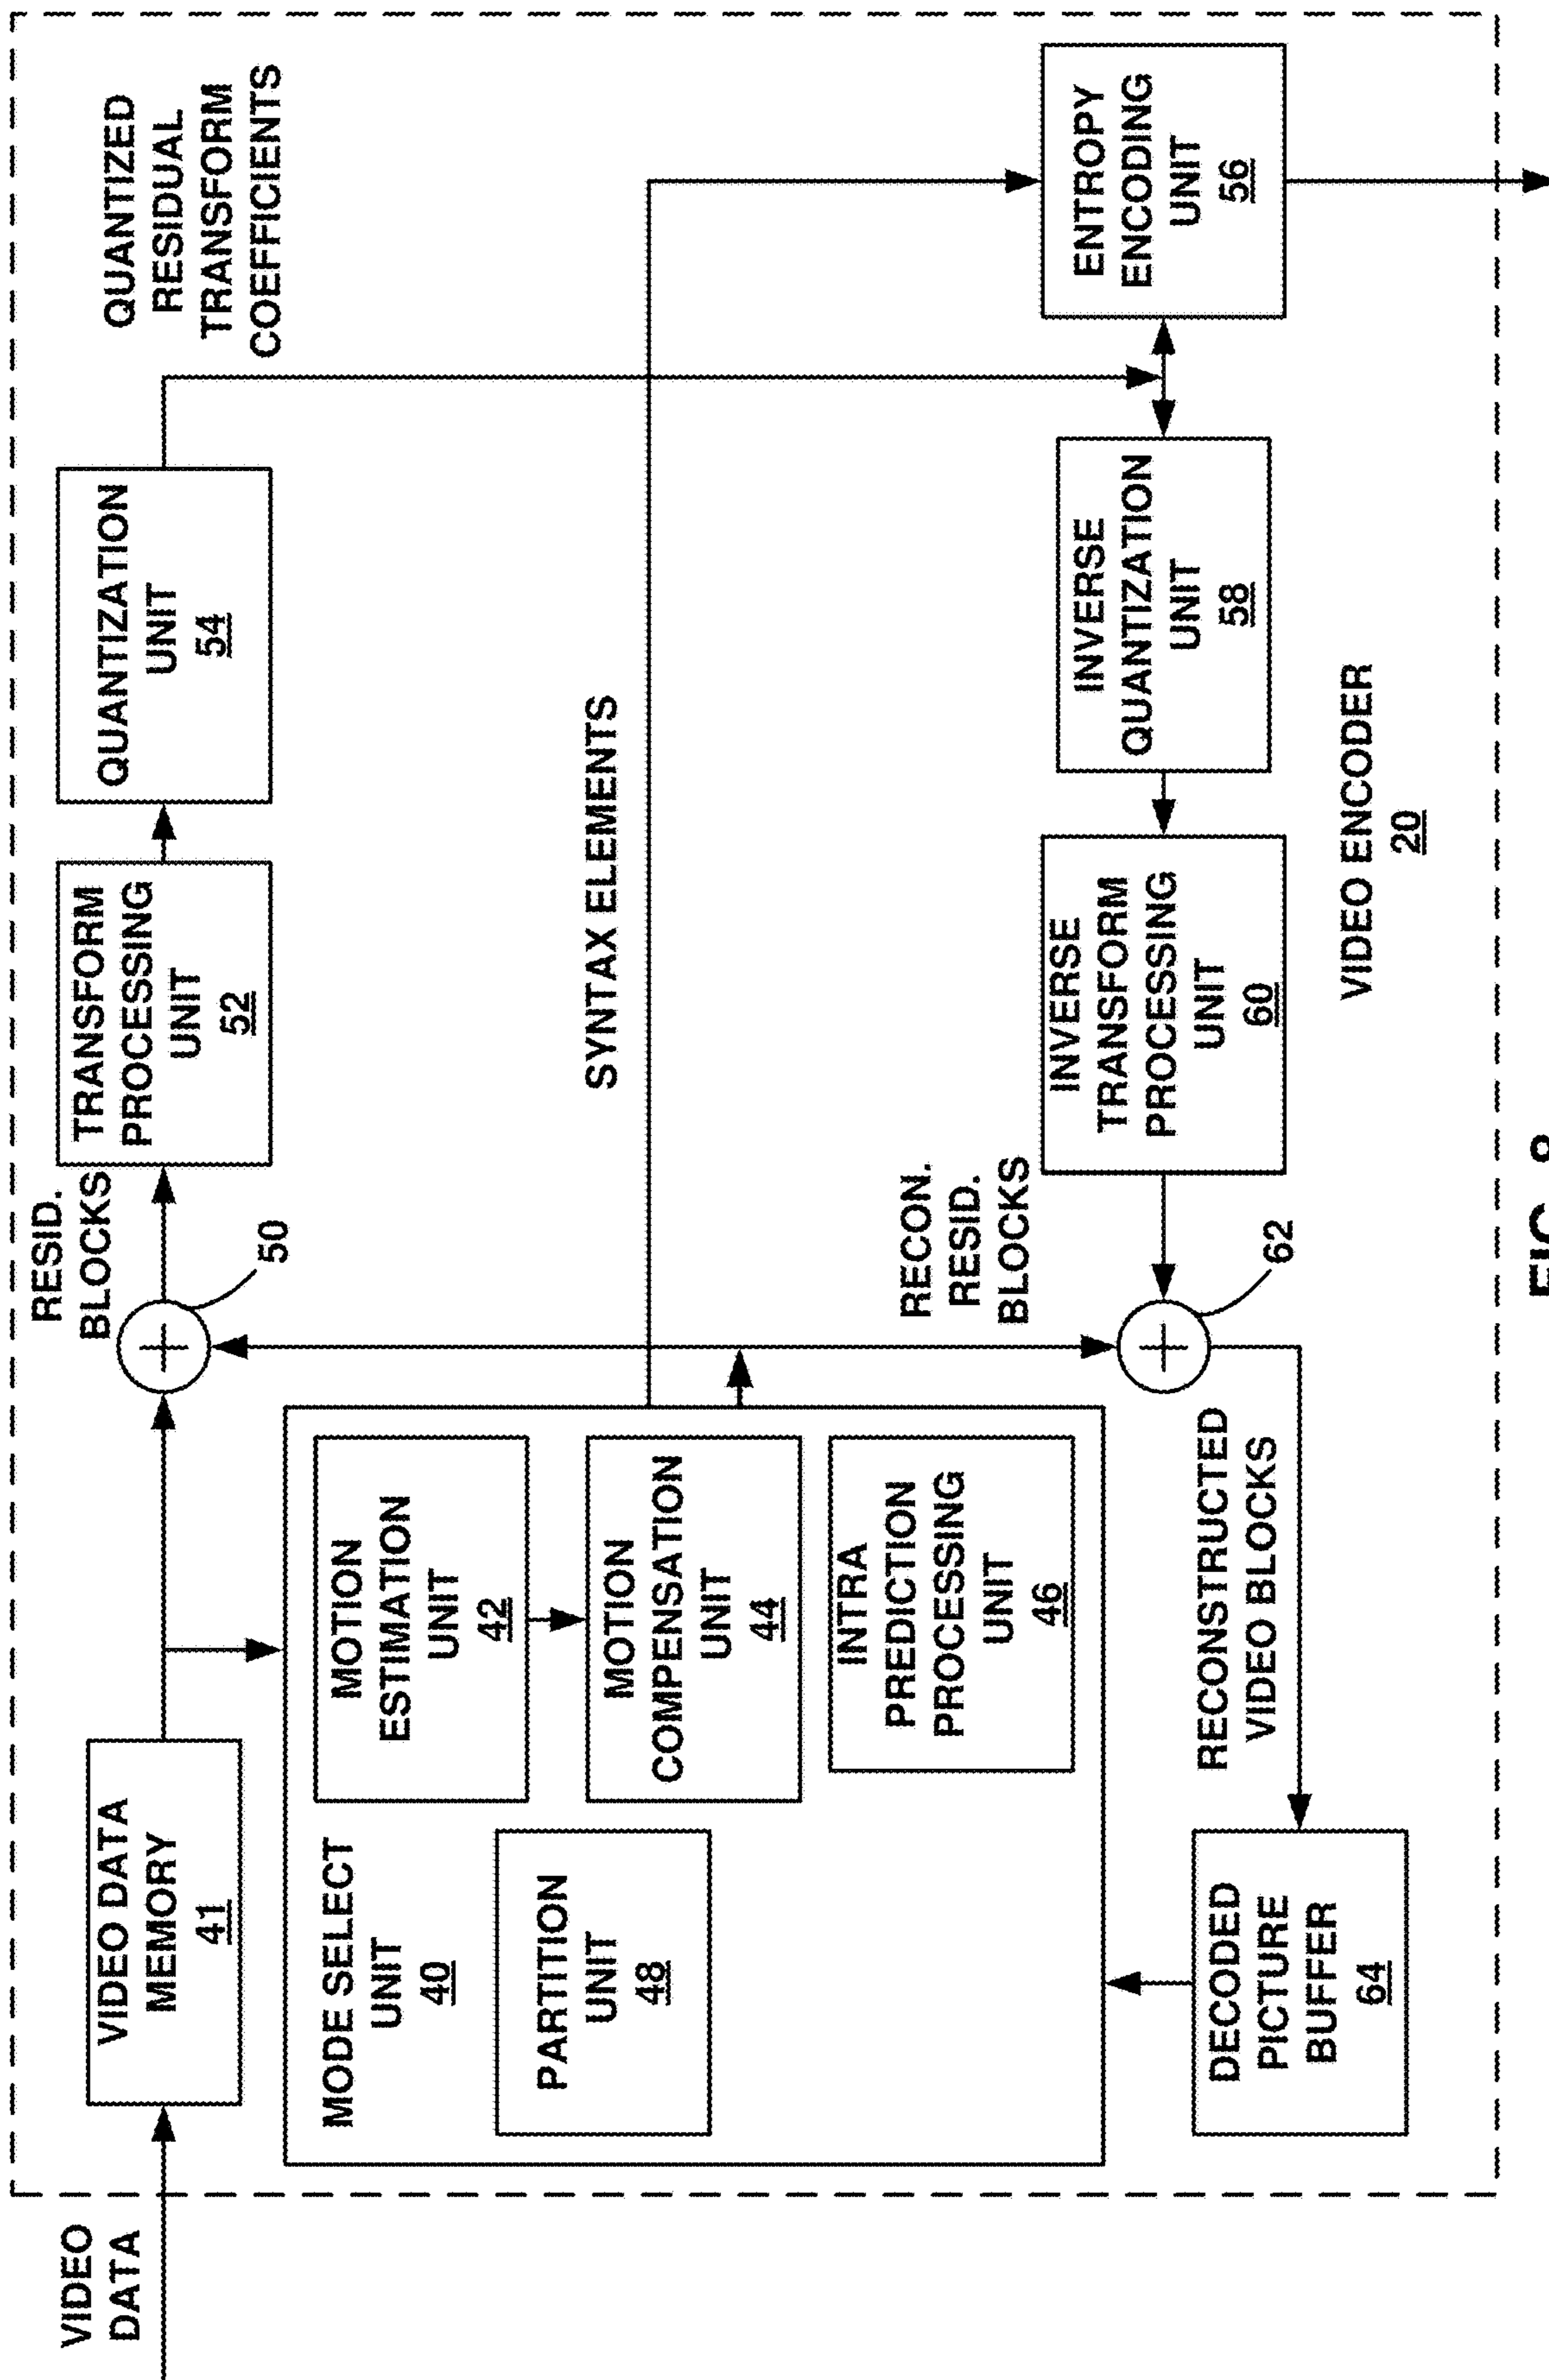 VIDEO
DATA
VIDEO DATA
MEMORY
41
RESID.
BLOCKS
50
TRANSFORM
PROCESSING
UNIT
52
QUANTIZATION
UNIT
54
QUANTIZED
RESIDUAL
TRANSFORM
COEFFICIENTS
MODE SELECT
UNIT
40
PARTITION
UNIT
48
MOTION
ESTIMATION
UNIT
42
MOTION
COMPENSATION
UNIT
44
INTRA
PREDICTION
PROCESSING
UNIT
46
SYNTAX ELEMENTS
RECON.
RESID.
BLOCKS
62
INVERSE
TRANSFORM
PROCESSING
UNIT
60
INVERSE
QUANTIZATION
UNIT
58
ENTROPY
ENCODING
UNIT
56
DECODED
PICTURE
BUFFER
64
RECONSTRUCTED
VIDEO BLOCKS
VIDEO ENCODER
20